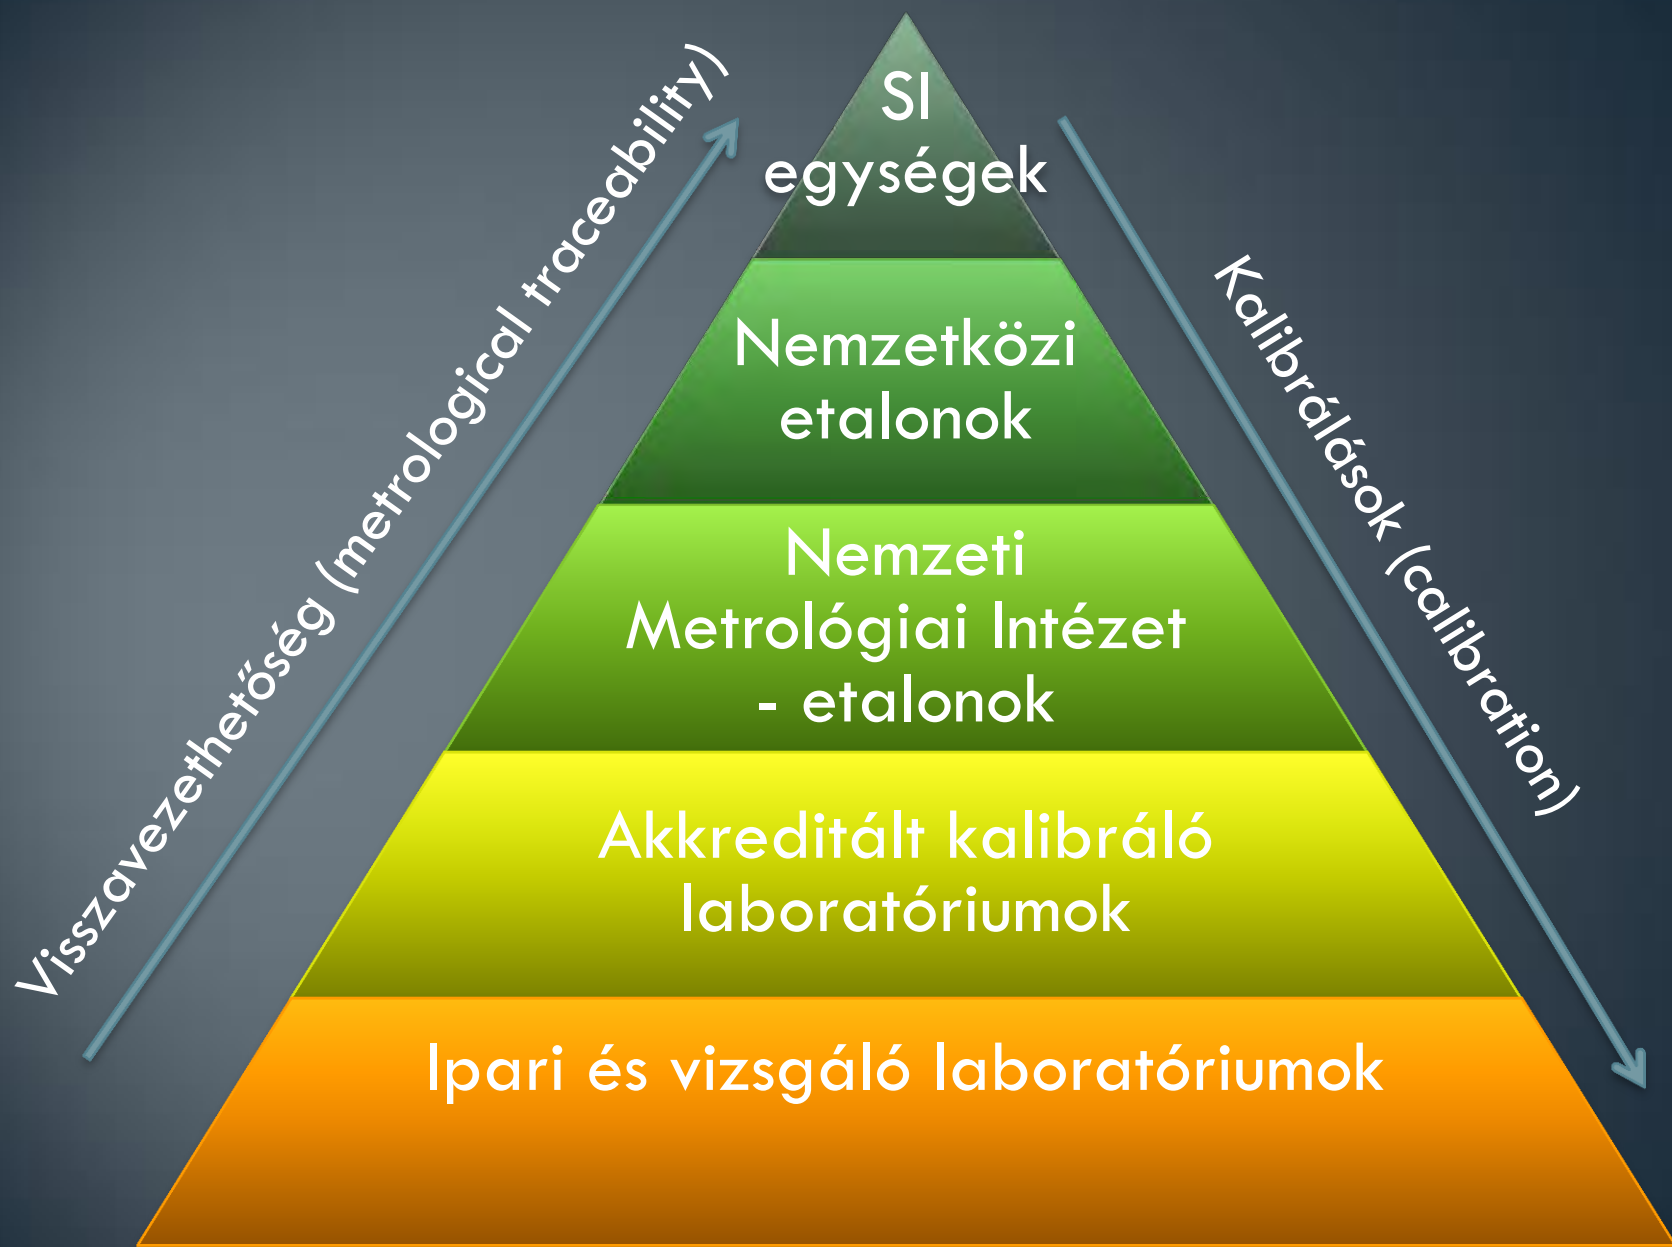 Visszavezethetőség (metrological traceability)
SI
egységek
Kalibrálások (calibration)
Nemzetközi
etalonok
Nemzeti
Metrológiai Intézet
- etalonok
Akkreditált kalibráló
laboratóriumok
Ipari és vizsgáló laboratóriumok